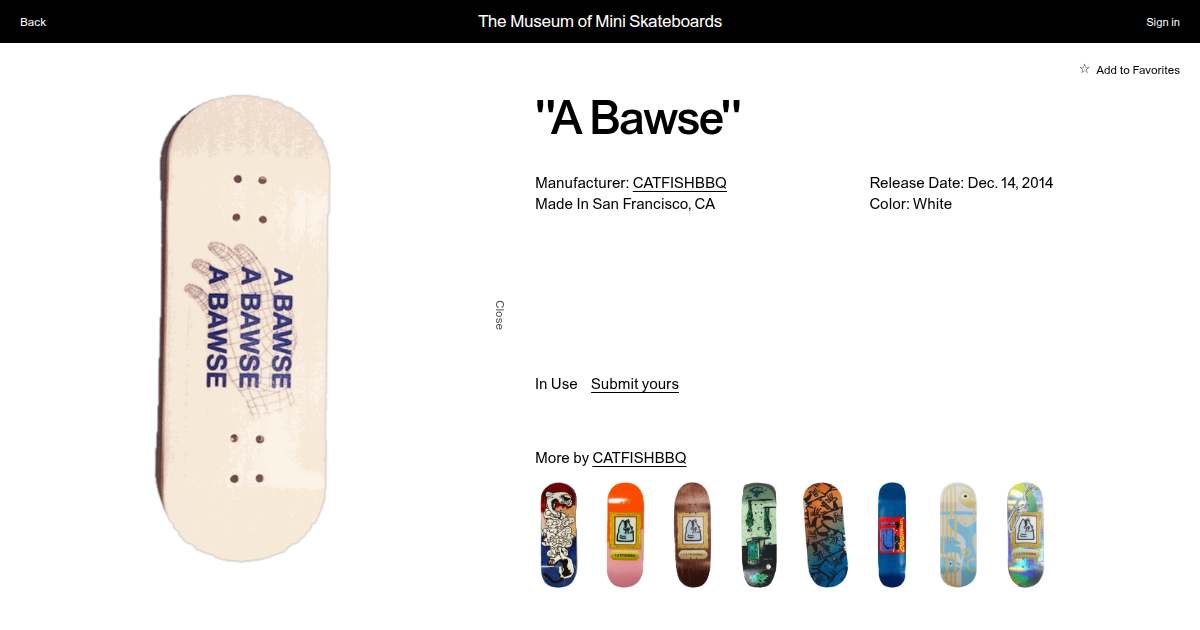 Back
The Museum of Mini Skateboards
Sign in
☆ Add to Favorites
"A Bawse"
Manufacturer: CATFISHBBQ
Made In San Francisco, CA
Release Date: Dec. 14, 2014
Color: White
A BAWSE
A BAWSE
A BAWSE
Close
In Use Submit yours
More by CATFISHBBQ